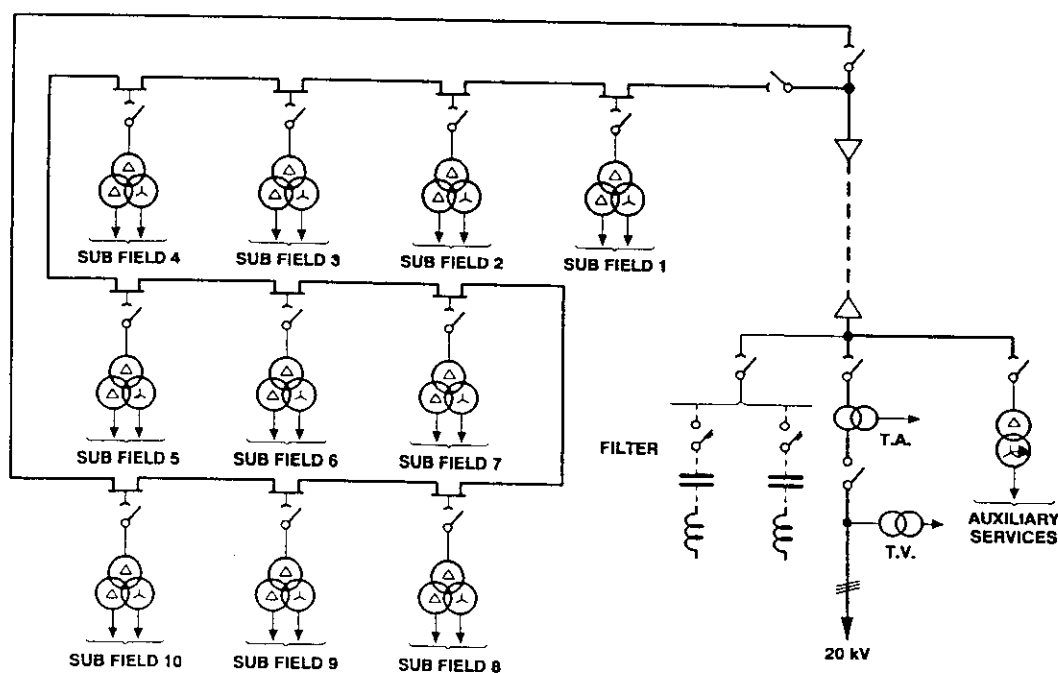 SUB FIELD 4
SUB FIELD 3
SUB FIELD 2
SUB FIELD 1
SUB FIELD 5
SUB FIELD 6
SUB FIELD 7
SUB FIELD 10
SUB FIELD 9
SUB FIELD 8
FILTER
T.A.
T.V.
AUXILIARY
SERVICES
20 kV